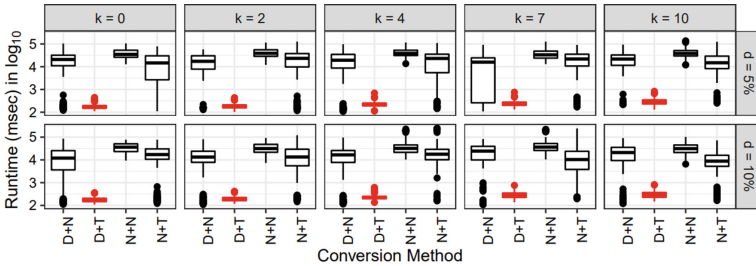 k = 0 k = 2 k = 4 k = 7 k = 10
Runtime (msec) in log10
5
4
3
2
d = 5%
5
4
3
2
d = 10%
D+N D+T N+N N+T D+N D+T N+N N+T D+N D+T N+N N+T D+N D+T N+N N+T D+N D+T N+N N+T
Conversion Method